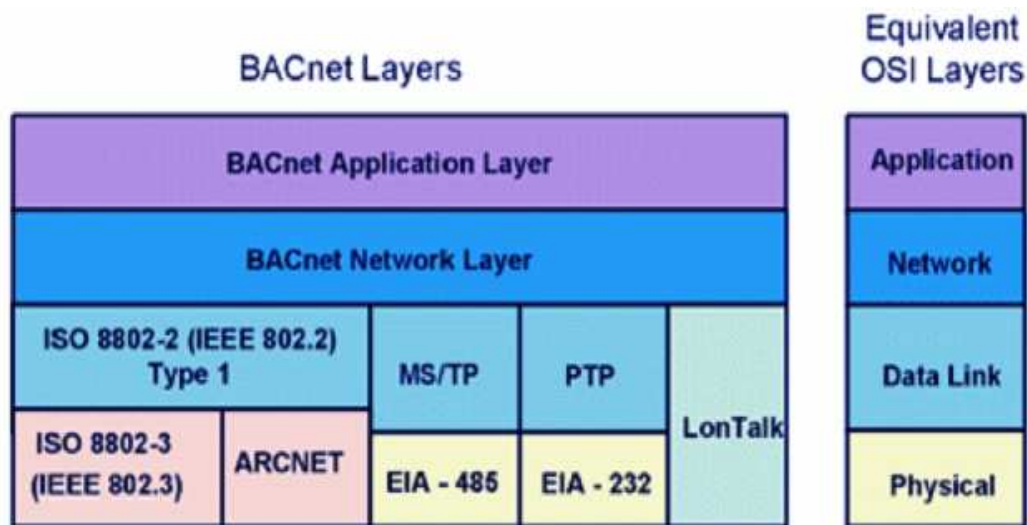 BACnet Layers
Equivalent
OSI Layers
BACnet Application Layer
Application
BACnet Network Layer
Network
ISO 8802-2 (IEEE 802.2)
Type 1
MS/TP
PTP
LonTalk
Data Link
ISO 8802-3
(IEEE 802.3)
ARCNET
EIA - 485
EIA - 232
Physical